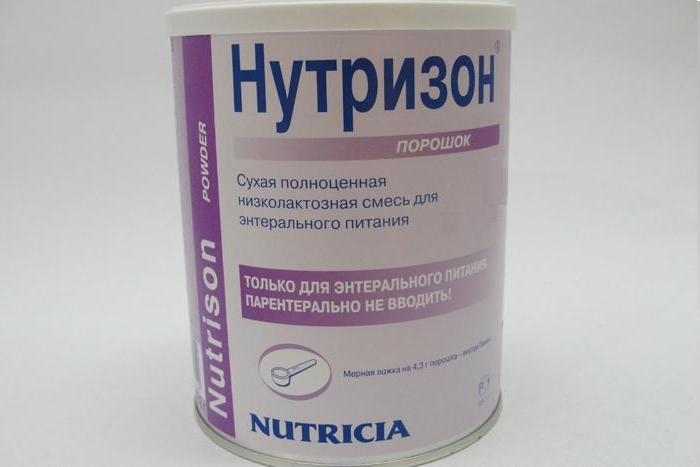 Нутризон®
ПОРОШОК
Сухая полноценная
низколактозная смесь для
энтерального питания
ТОЛЬКО ДЛЯ ЭНТЕРАЛЬНОГО ПИТАНИЯ.
ПАРЕНТЕРАЛЬНО НЕ ВВОДИТЬ!
Мерная ложка на 4,3 г порошка – внутри банки
NUTRICIA
Nutrison POWDER